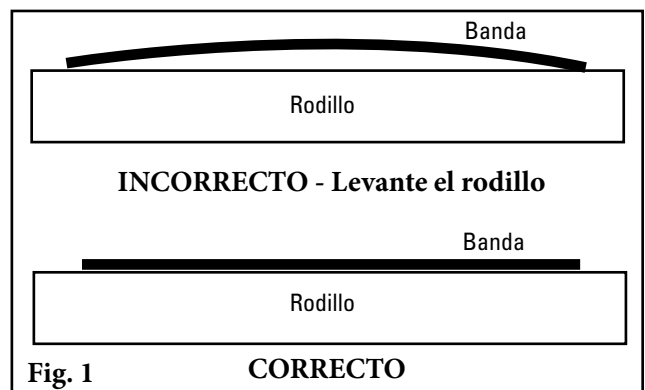 Banda
Rodillo
INCORRECTO - Levante el rodillo
Banda
Rodillo
Fig. 1 CORRECTO